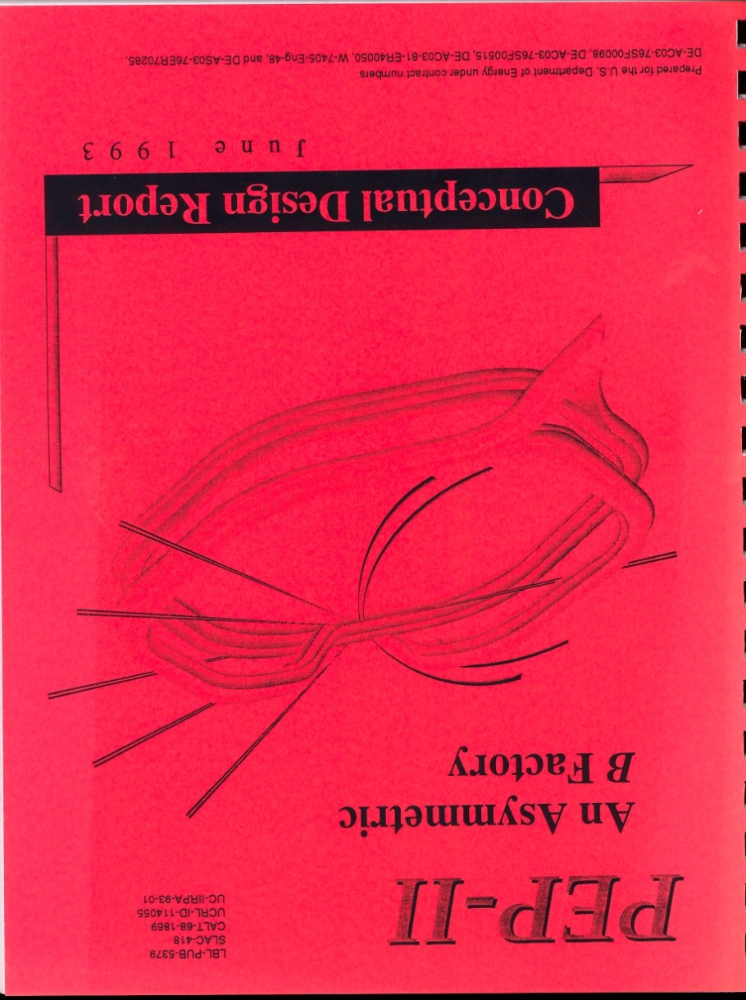 LBL-PUB-5379
SLAC-418
CALT-68-1869
UCRL-ID-114055
UC-IIRPA-93-01
PEP-II
An Asymmetric
B Factory
Conceptual Design Report
June 1993
Prepared for the U.S. Department of Energy under contract numbers
DE-AC03-76SF00098, DE-AC03-76SF00515, DE-AC03-81-ER40050, W-7405-Eng-48, and DE-AS03-76ER70285.